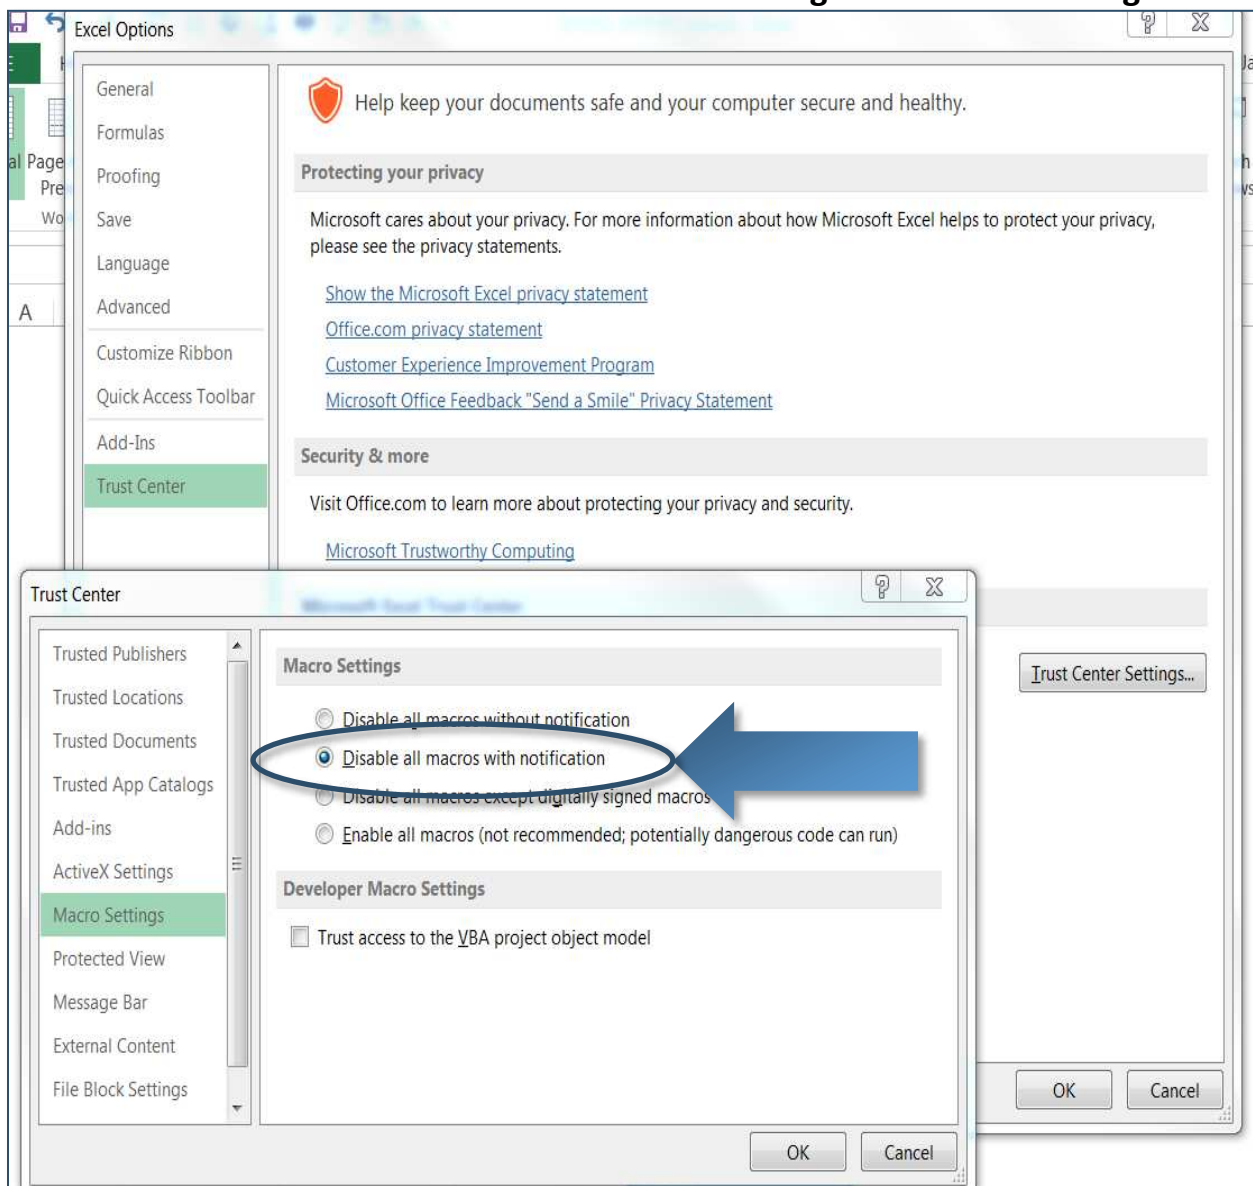 Excel Options
General
Formulas
Proofing
Save
Language
Advanced
Customize Ribbon
Quick Access Toolbar
Add-Ins
Trust Center
Help keep your documents safe and your computer secure and healthy.
Protecting your privacy
Microsoft cares about your privacy. For more information about how Microsoft Excel helps to protect your privacy,
please see the privacy statements.
Show the Microsoft Excel privacy statement
Office.com privacy statement
Customer Experience Improvement Program
Microsoft Office Feedback "Send a Smile" Privacy Statement
Security & more
Visit Office.com to learn more about protecting your privacy and security.
Microsoft Trustworthy Computing
Microsoft Excel Trust Center
Trust Center Settings...
OK Cancel
Page
A
Trust Center
Trusted Publishers
Trusted Locations
Trusted Documents
Trusted App Catalogs
Add-ins
ActiveX Settings
Macro Settings
Protected View
Message Bar
External Content
File Block Settings
Macro Settings
Disable all macros without notification
Disable all macros with notification
Disable all macros except digitally signed macros
Enable all macros (not recommended; potentially dangerous code can run)
Developer Macro Settings
Trust access to the VBA project object model
OK Cancel